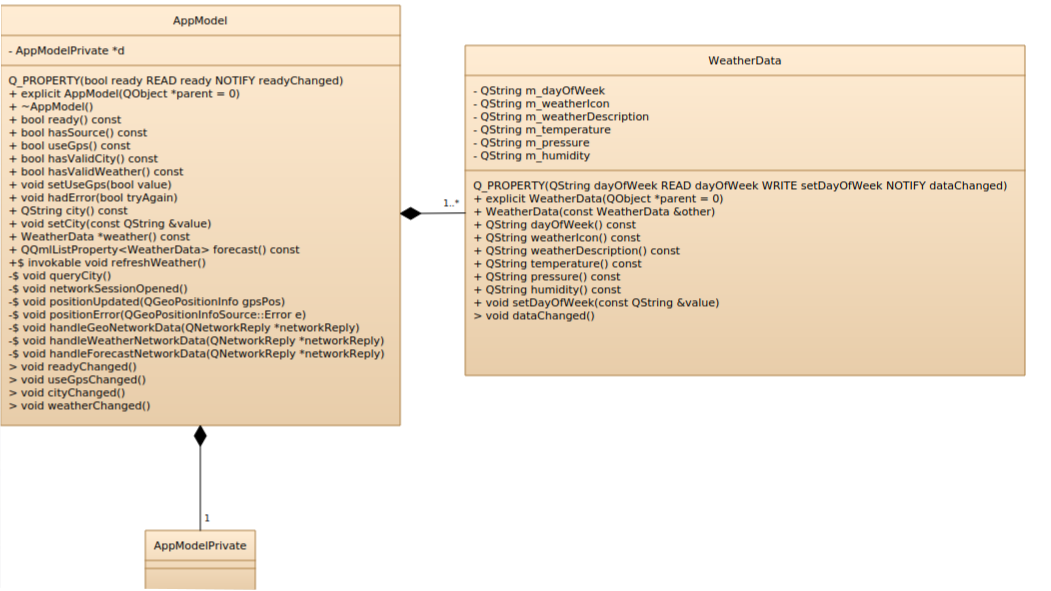 AppModel
- AppModelPrivate *d
Q_PROPERTY(bool ready READ ready NOTIFY readyChanged)
+ explicit AppModel(QObject *parent = 0)
+ ~AppModel()
+ bool ready() const
+ bool hasSource() const
+ bool useGps() const
+ bool hasValidCity() const
+ bool hasValidWeather() const
+ void setUseGps(bool value)
+ void hadError(bool tryAgain)
+ QString city() const
+ void setCity(const QString &value)
+ WeatherData *weather() const
+ QQmlListProperty<WeatherData> forecast() const
+$ invokable void refreshWeather()
-$ void queryCity()
-$ void networkSessionOpened()
-$ void positionUpdated(QGeoPositionInfo gpsPos)
-$ void positionError(QGeoPositionInfoSource::Error e)
-$ void handleGeoNetworkData(QNetworkReply *networkReply)
-$ void handleWeatherNetworkData(QNetworkReply *networkReply)
-$ void handleForecastNetworkData(QNetworkReply *networkReply)
> void readyChanged()
> void useGpsChanged()
> void cityChanged()
> void weatherChanged()
1..*
WeatherData
- QString m_dayOfWeek
- QString m_weatherIcon
- QString m_weatherDescription
- QString m_temperature
- QString m_pressure
- QString m_humidity
Q_PROPERTY(QString dayOfWeek READ dayOfWeek WRITE setDayOfWeek NOTIFY dataChanged)
+ explicit WeatherData(QObject *parent = 0)
+ WeatherData(const WeatherData &other)
+ QString dayOfWeek() const
+ QString weatherIcon() const
+ QString weatherDescription() const
+ QString temperature() const
+ QString pressure() const
+ QString humidity() const
+ void setDayOfWeek(const QString &value)
> void dataChanged()
1
AppModelPrivate